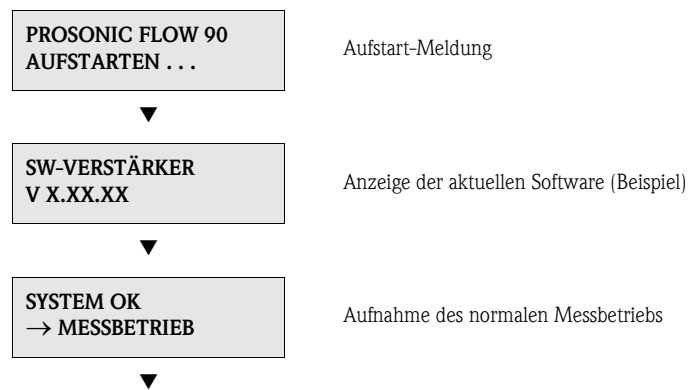 PROSONIC FLOW 90
AUFSTARTEN . . .
Aufstart-Meldung
▼
SW-VERSTÄRKER
V X.XX.XX
Anzeige der aktuellen Software (Beispiel)
▼
SYSTEM OK
→ MESSBETRIEB
Aufnahme des normalen Messbetriebs
▼